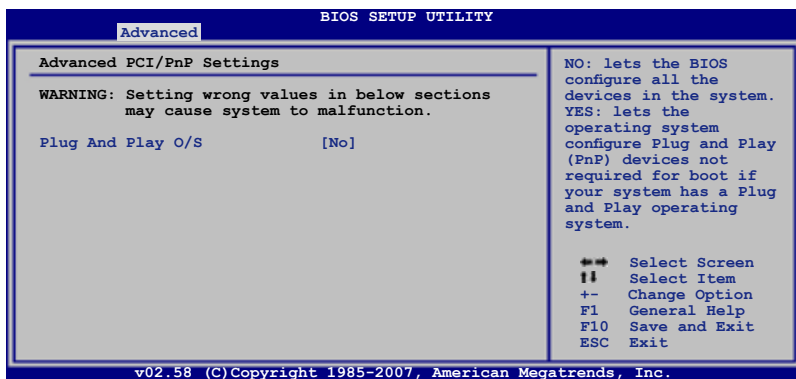 BIOS SETUP UTILITY
Advanced
Advanced PCI/PnP Settings
WARNING: Setting wrong values in below sections
may cause system to malfunction.
Plug And Play O/S [No]
NO: lets the BIOS
configure all the
devices in the system.
YES: lets the
operating system
configure Plug and Play
(PnP) devices not
required for boot if
your system has a Plug
and Play operating
system.
←→ Select Screen
↑↓ Select Item
+- Change Option
F1 General Help
F10 Save and Exit
ESC Exit
v02.58 (C)Copyright 1985-2007, American Megatrends, Inc.